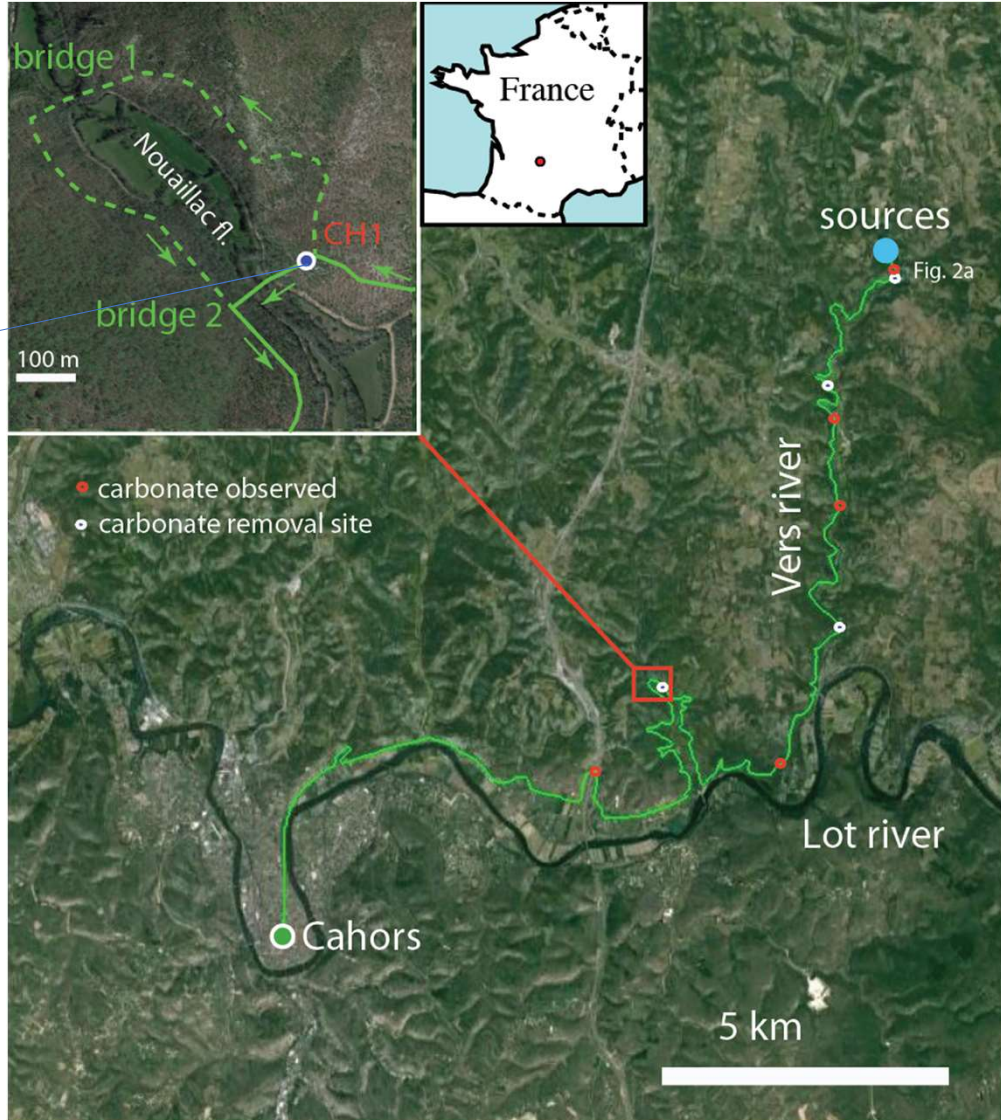 bridge 1
Nouaillac fl.
CH1
bridge 2
100 m
France
sources
Fig. 2a
carbonate observed
carbonate removal site
Vers river
Lot river
Cahors
5 km